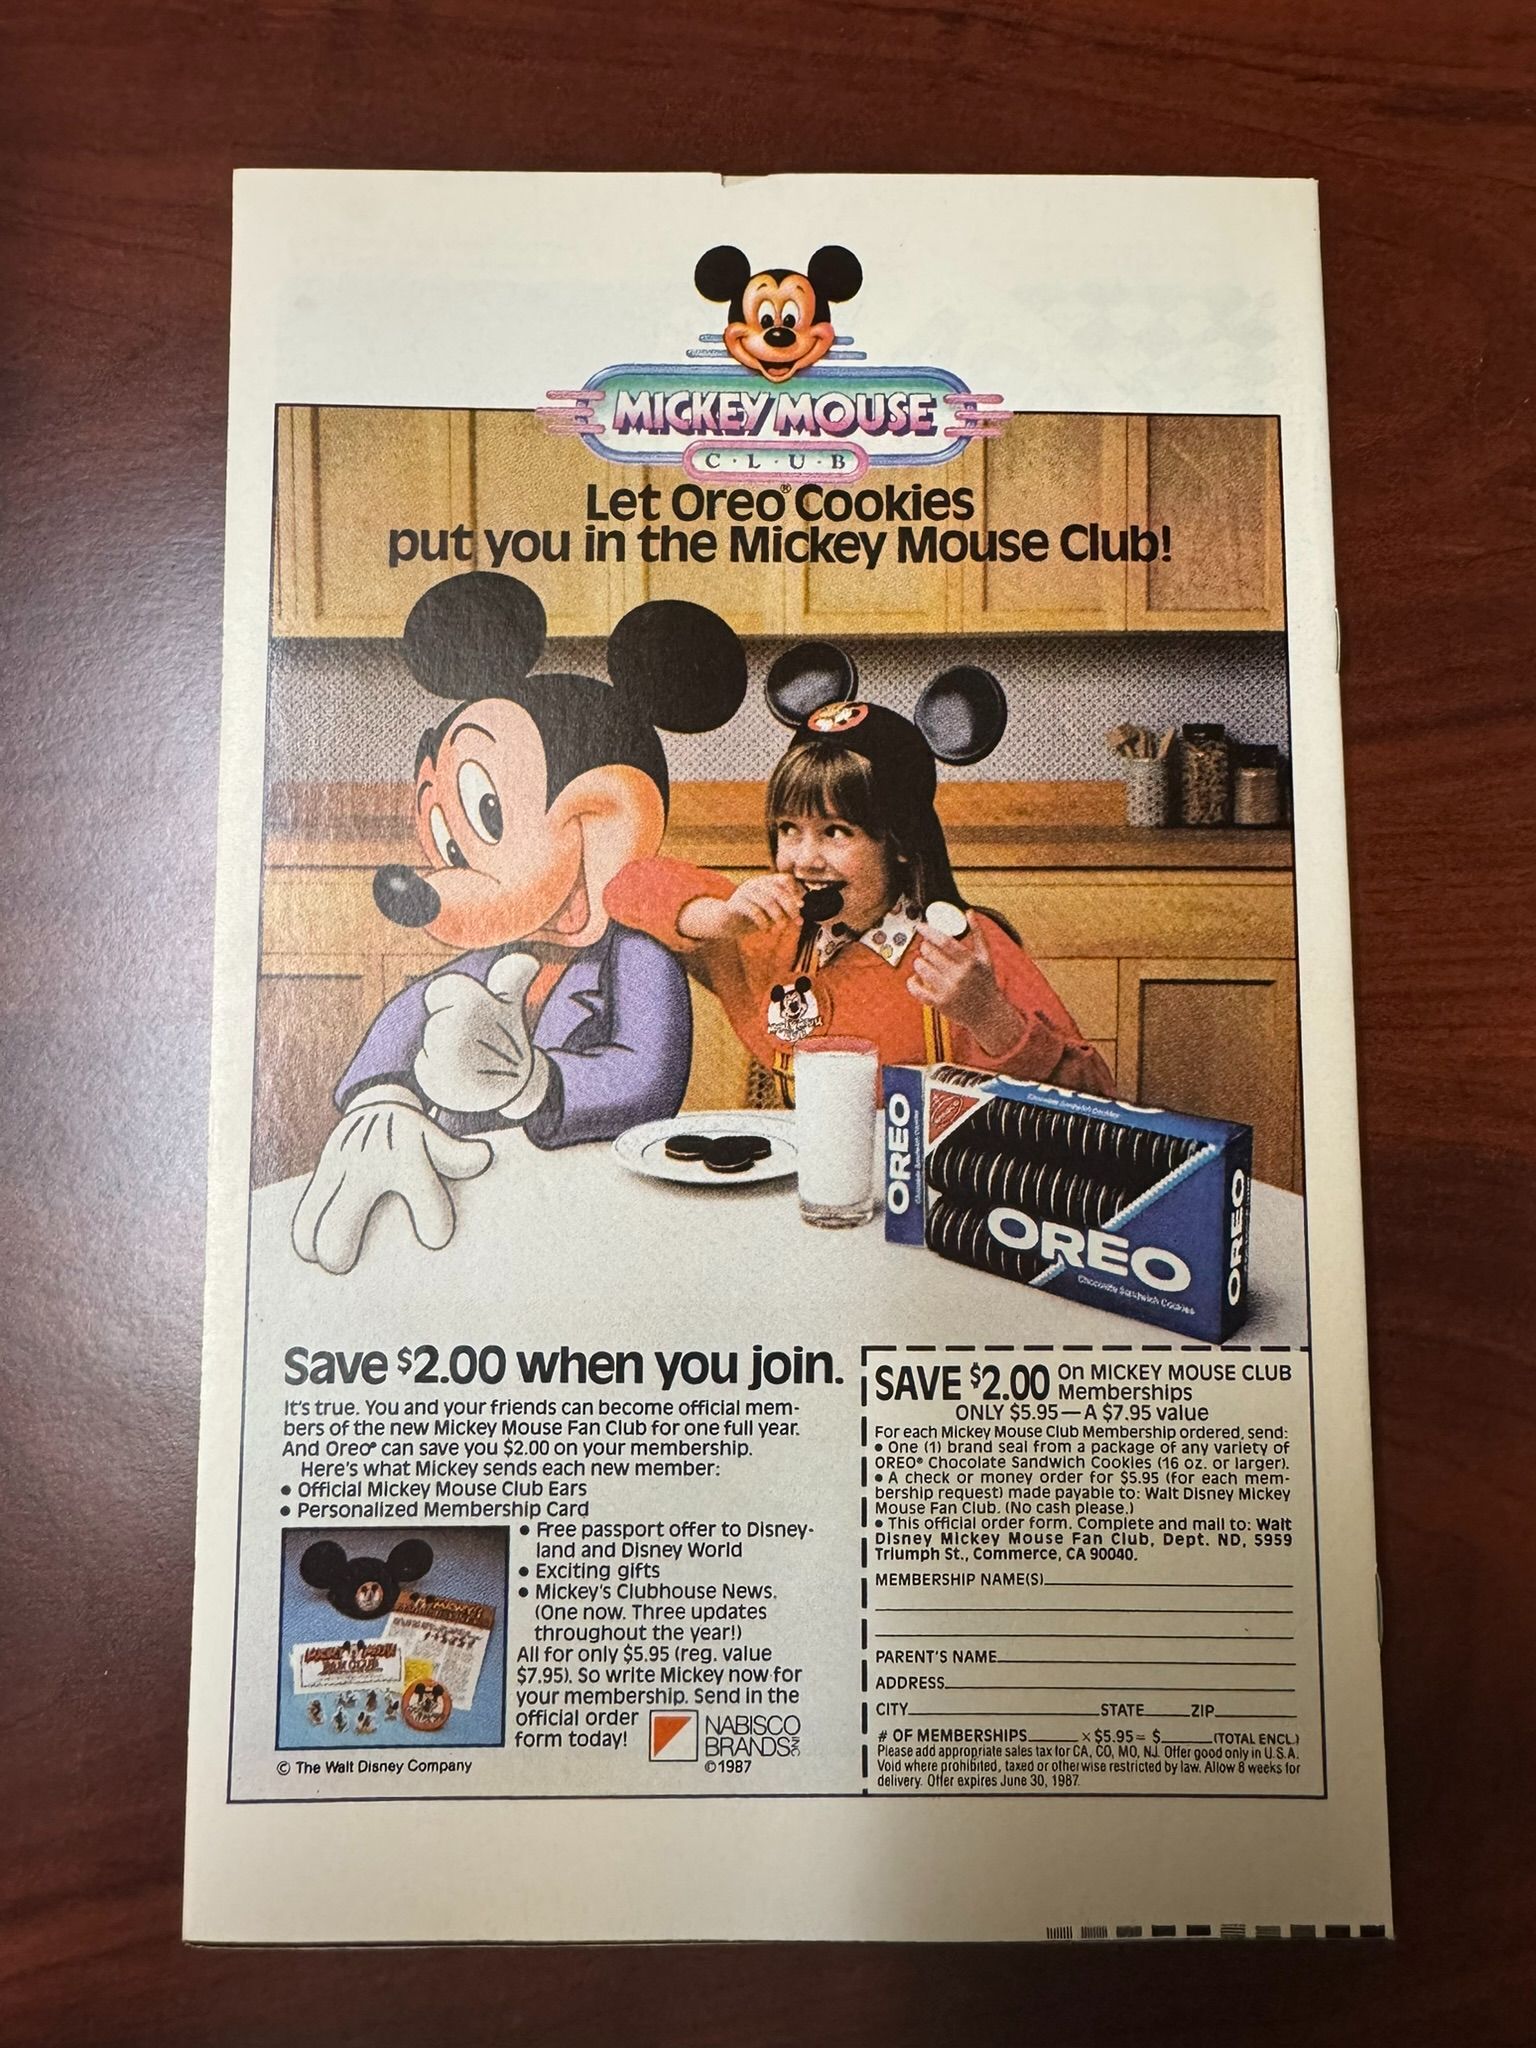 MICKEY MOUSE
C·L·U·B
Let Oreo® Cookies
put you in the Mickey Mouse Club!
OREO
Chocolate Sandwich Cookies
OREO
OREO
Chocolate Sandwich Cookies
OREO
Save $2.00 when you join.
It's true. You and your friends can become official mem-
bers of the new Mickey Mouse Fan Club for one full year.
And Oreo® can save you $2.00 on your membership.
Here's what Mickey sends each new member:
• Official Mickey Mouse Club Ears
• Personalized Membership Card
• Free passport offer to Disney-
land and Disney World
• Exciting gifts
• Mickey's Clubhouse News.
(One now. Three updates
throughout the year!)
All for only $5.95 (reg. value
$7.95). So write Mickey now for
your membership. Send in the
official order
form today!
NABISCO
BRANDS INC
©1987
© The Walt Disney Company
SAVE $2.00 On MICKEY MOUSE CLUB
Memberships
ONLY $5.95—A $7.95 value
For each Mickey Mouse Club Membership ordered, send:
• One (1) brand seal from a package of any variety of
OREO® Chocolate Sandwich Cookies (16 oz. or larger).
• A check or money order for $5.95 (for each mem-
bership request) made payable to: Walt Disney Mickey
Mouse Fan Club. (No cash please.)
• This official order form. Complete and mail to: Walt
Disney Mickey Mouse Fan Club, Dept. ND, 5959
Triumph St., Commerce, CA 90040.
MEMBERSHIP NAME(S)
PARENT'S NAME
ADDRESS
CITY STATE ZIP
# OF MEMBERSHIPS x $5.95 = $ (TOTAL ENCL.)
Please add appropriate sales tax for CA, CO, MO, NJ. Offer good only in U.S.A.
Void where prohibited, taxed or otherwise restricted by law. Allow 8 weeks for
delivery. Offer expires June 30, 1987.